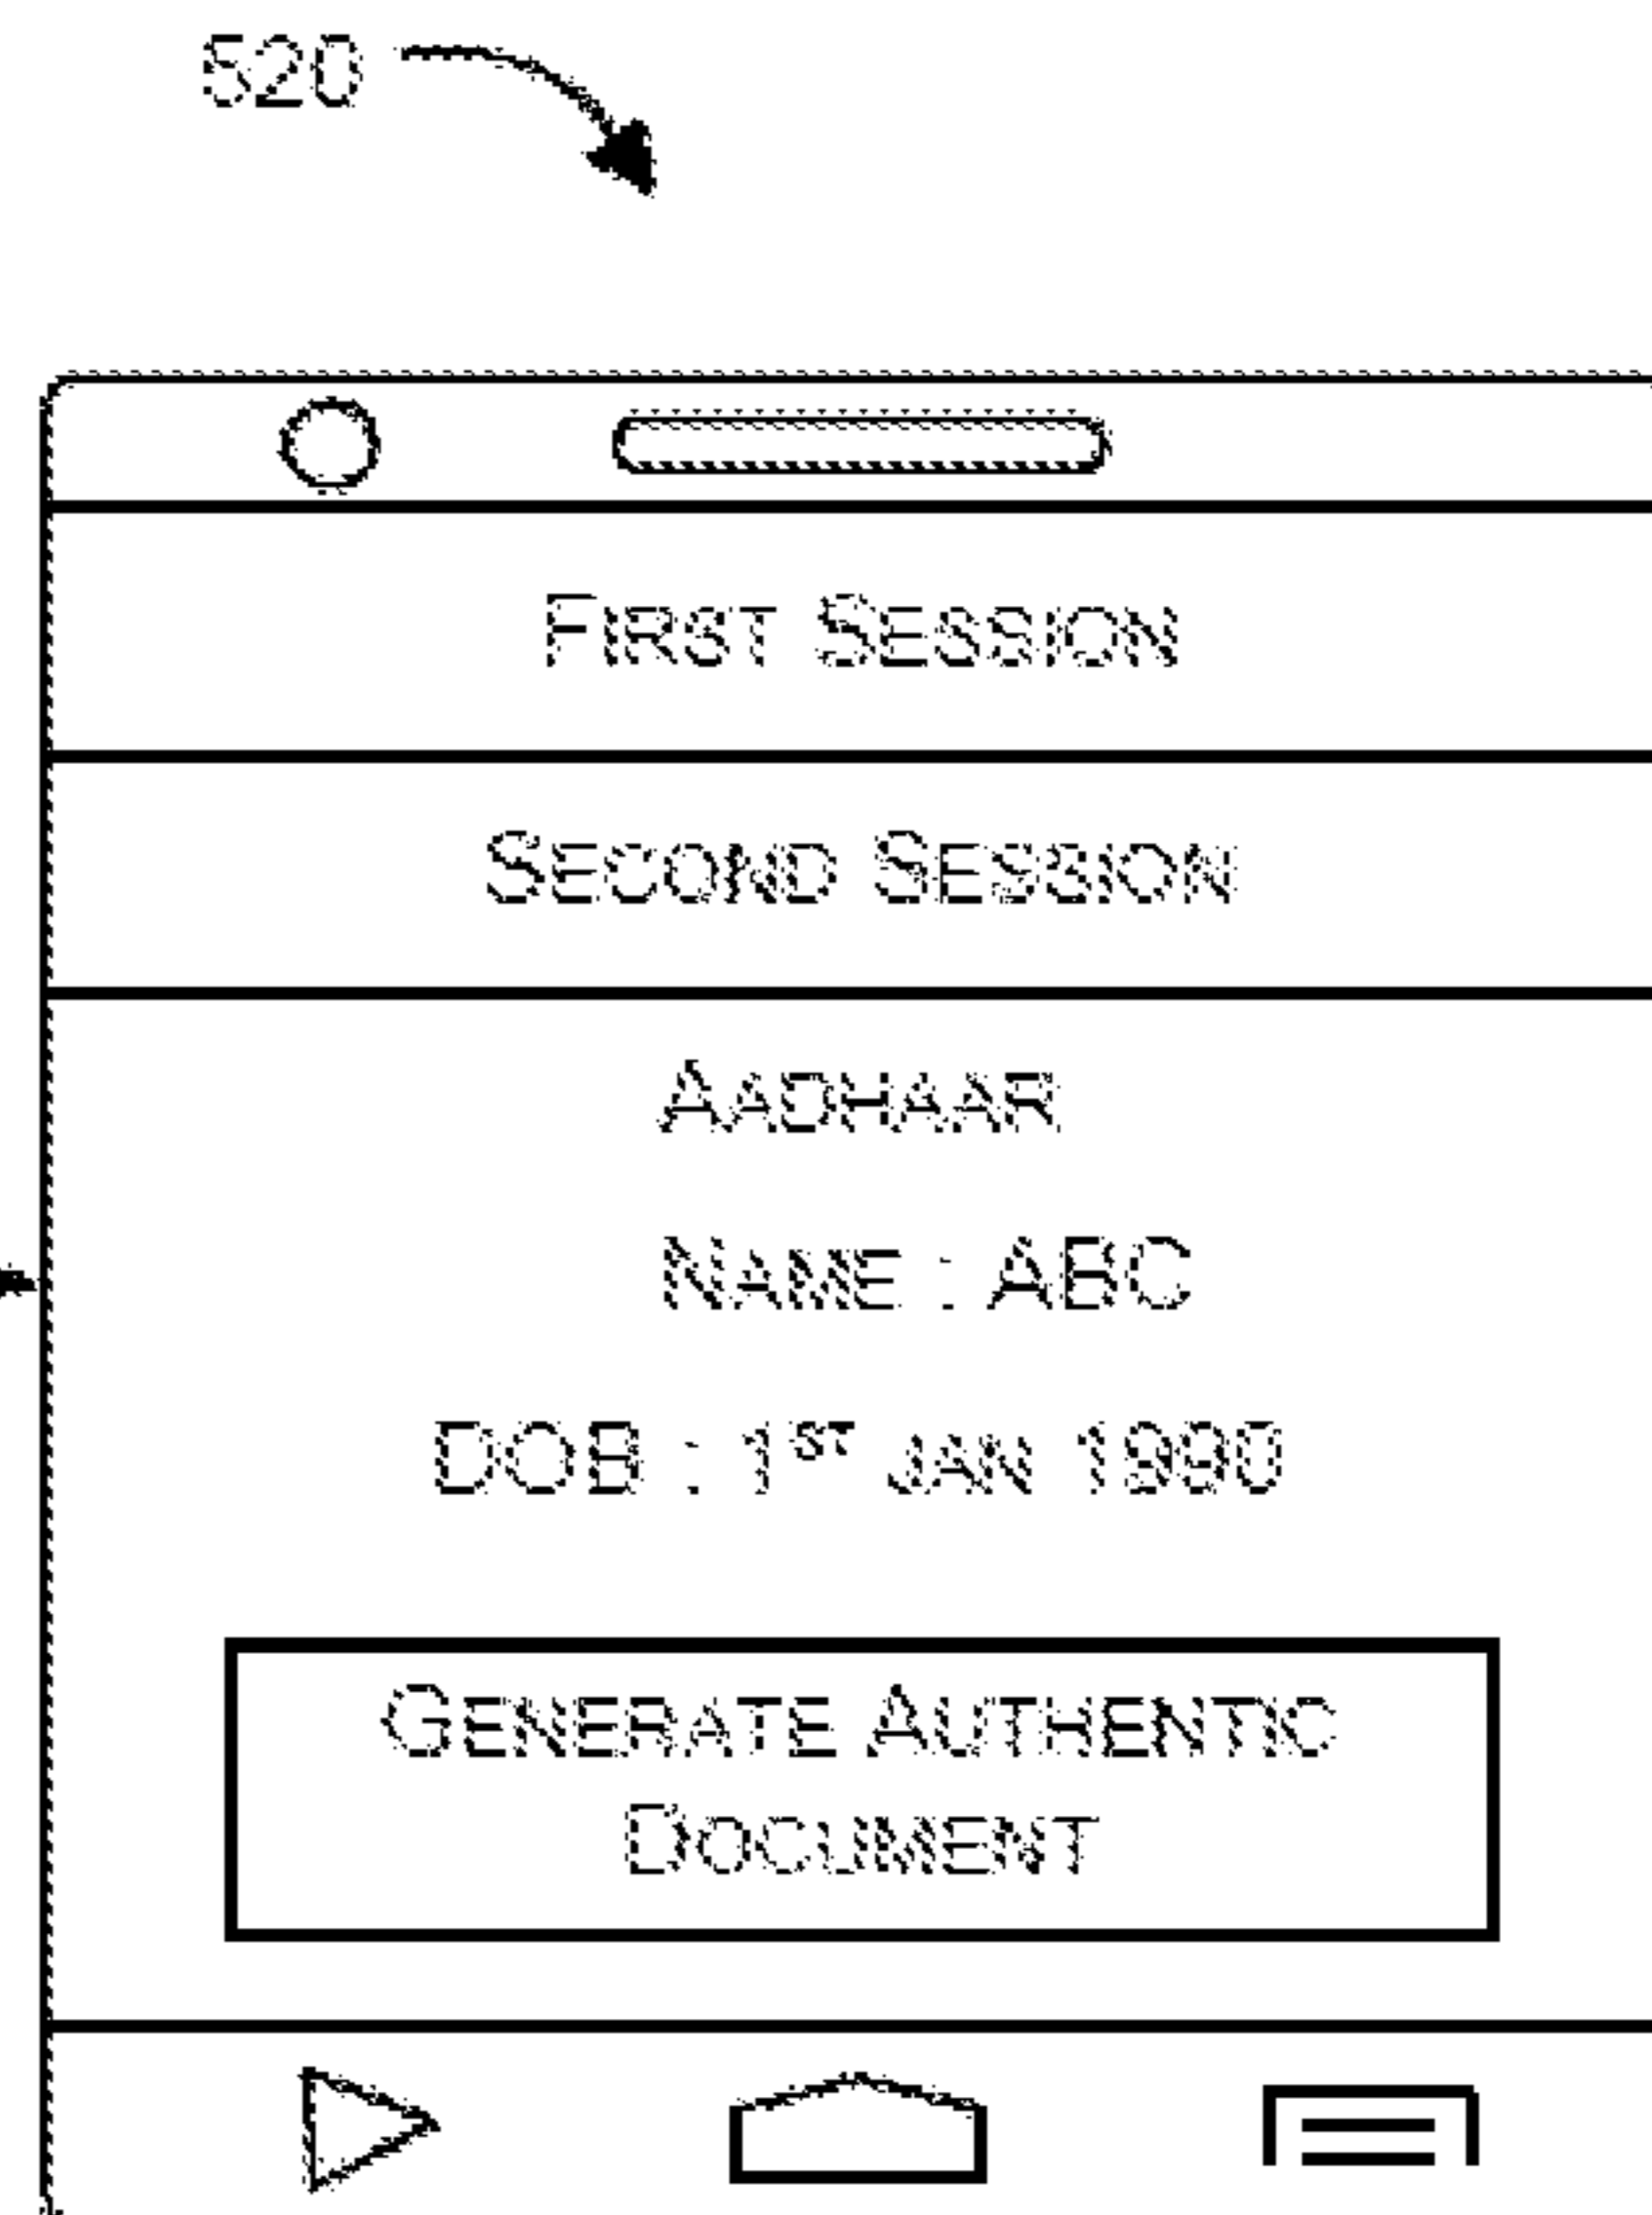 520
FIRST SESSION
SECOND SESSION
AADHAAR
NAME : ABC
DOB : 1ST JAN 1990
GENERATE AUTHENTIC
DOCUMENT